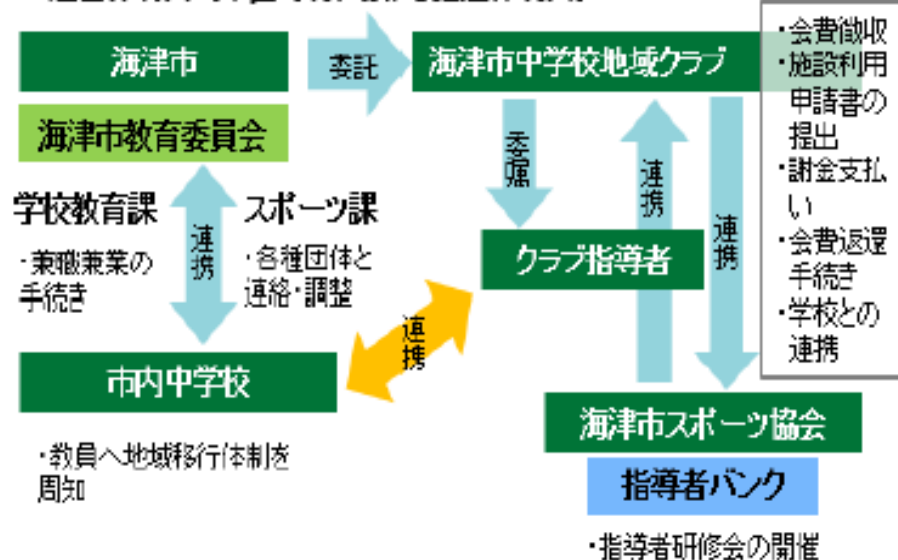 海津市
委託
海津市中学校地域クラブ
・会費徴収
・施設利用
申請書の
提出
・謝金支払
い
・会費返還
手続き
・学校との
連携
海津市教育委員会
委嘱
連携
連携
学校教育課
スポーツ課
・兼職兼業の
手続き
連携
・各種団体と
連絡・調整
クラブ指導者
連携
市内中学校
・教員へ地域移行体制を
周知
海津市スポーツ協会
指導者バンク
・指導者研修会の開催